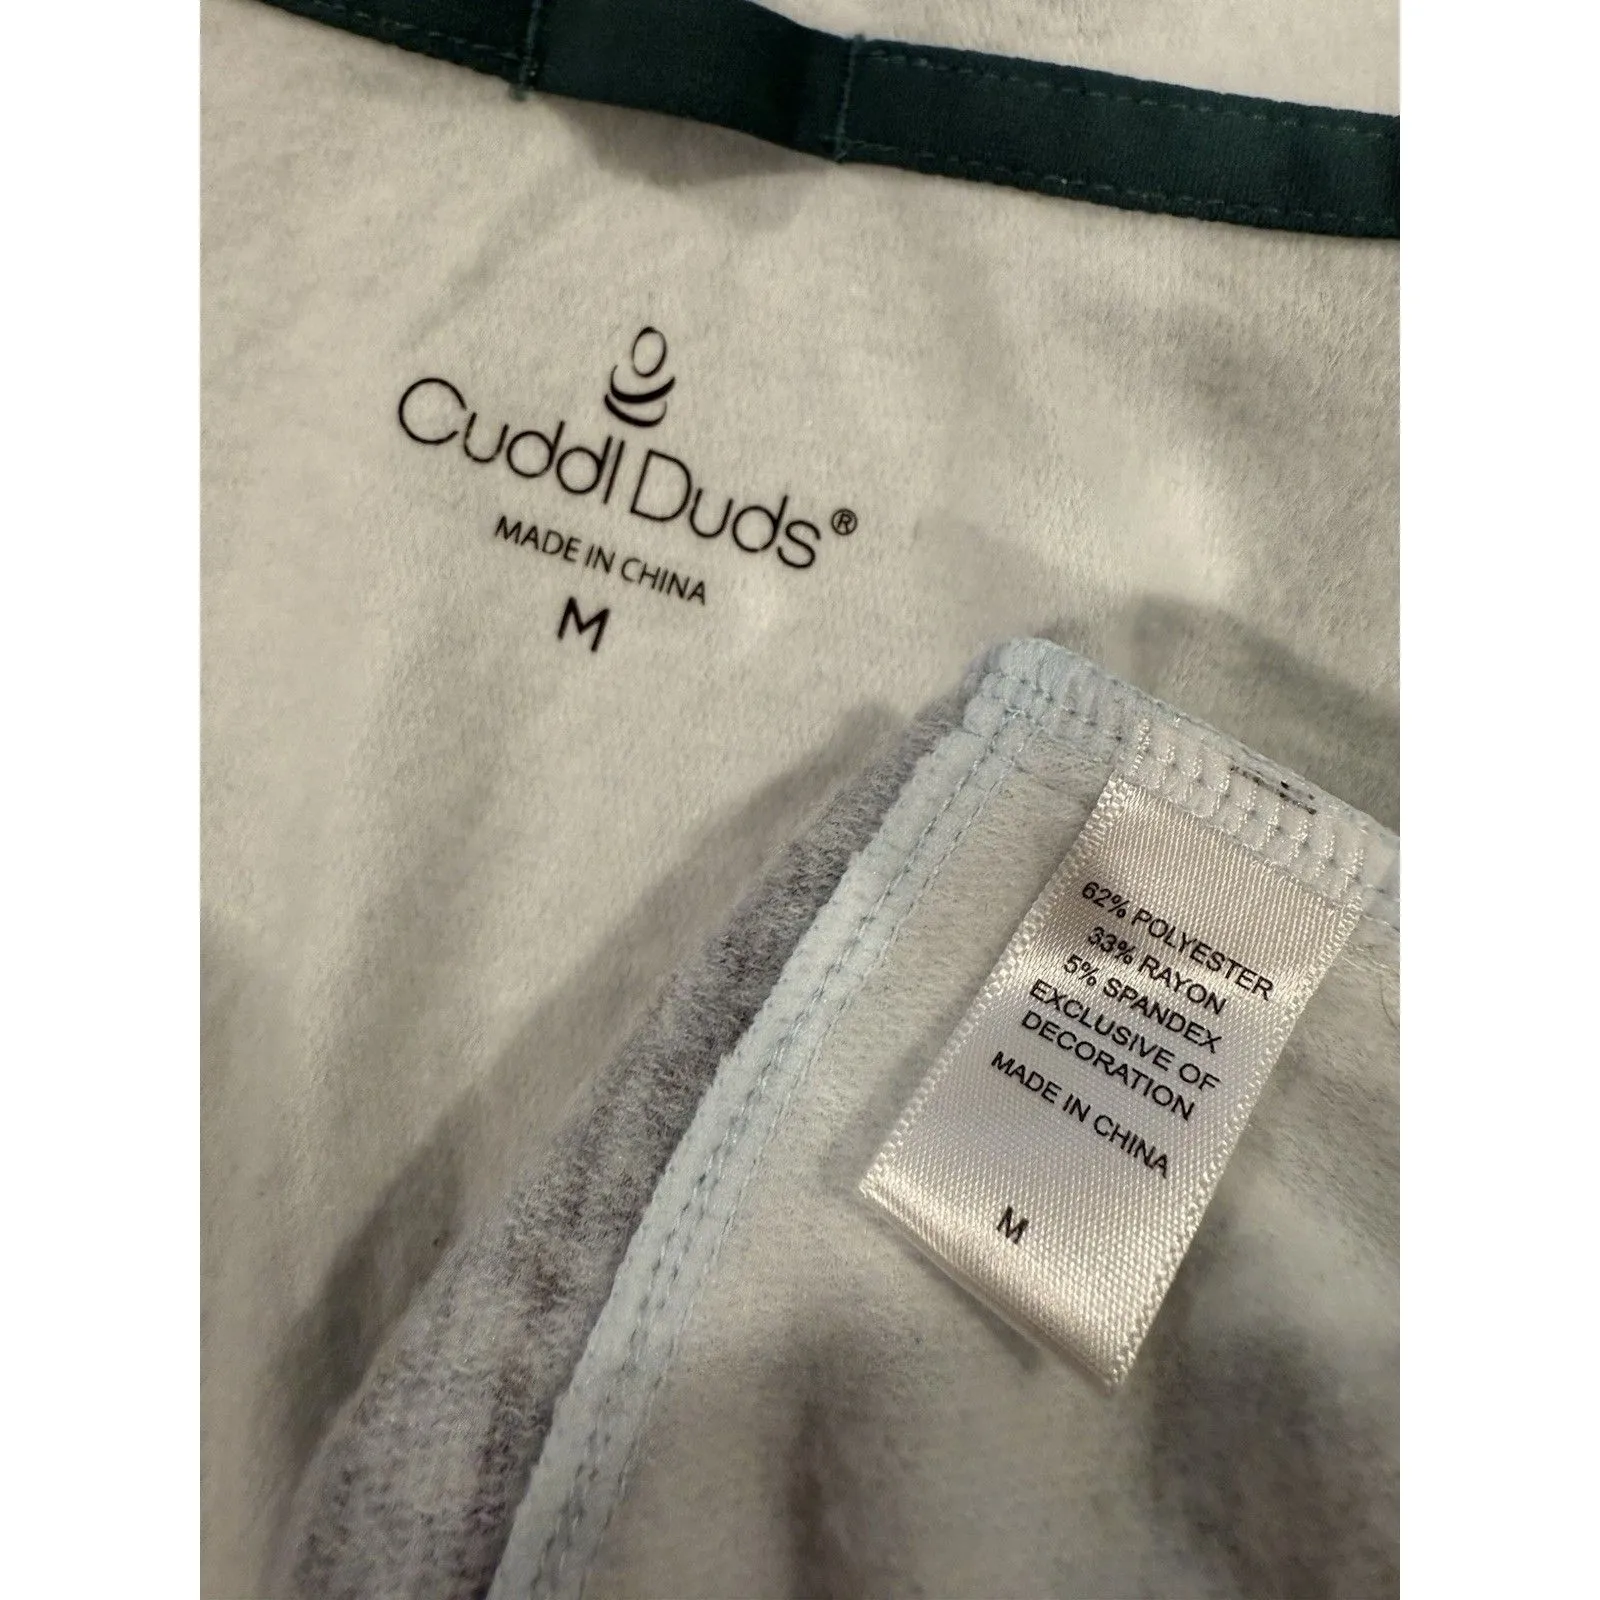 Cuddl Duds®
MADE IN CHINA
M
62% POLYESTER
33% RAYON
5% SPANDEX
EXCLUSIVE OF
DECORATION
MADE IN CHINA
M